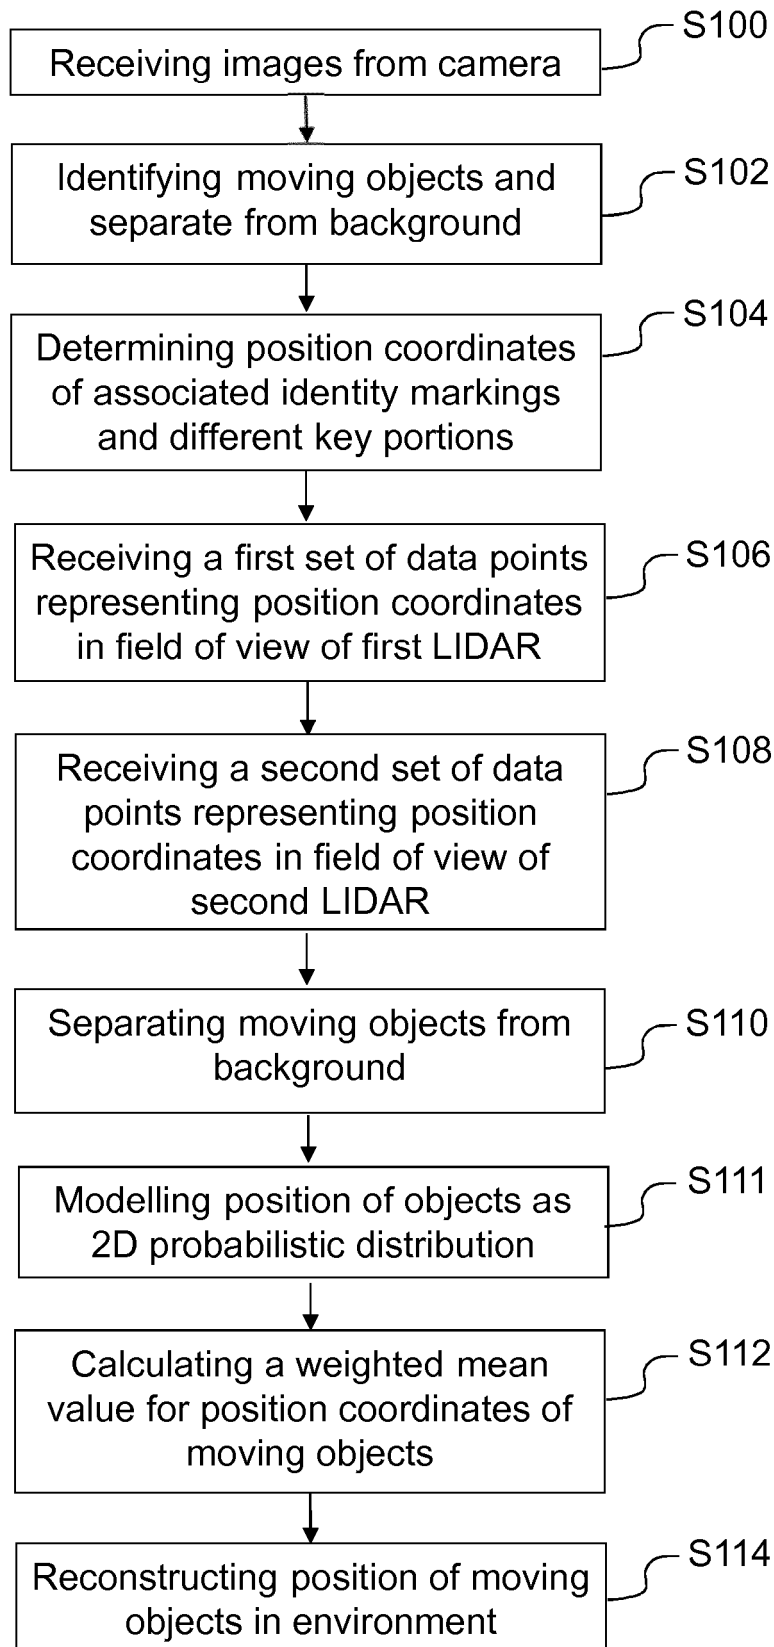 S100
Receiving images from camera
S102
Identifying moving objects and
separate from background
S104
Determining position coordinates
of associated identity markings
and different key portions
S106
Receiving a first set of data points
representing position coordinates
in field of view of first LIDAR
S108
Receiving a second set of data
points representing position
coordinates in field of view of
second LIDAR
S110
Separating moving objects from
background
S111
Modelling position of objects as
2D probabilistic distribution
S112
Calculating a weighted mean
value for position coordinates of
moving objects
S114
Reconstructing position of moving
objects in environment